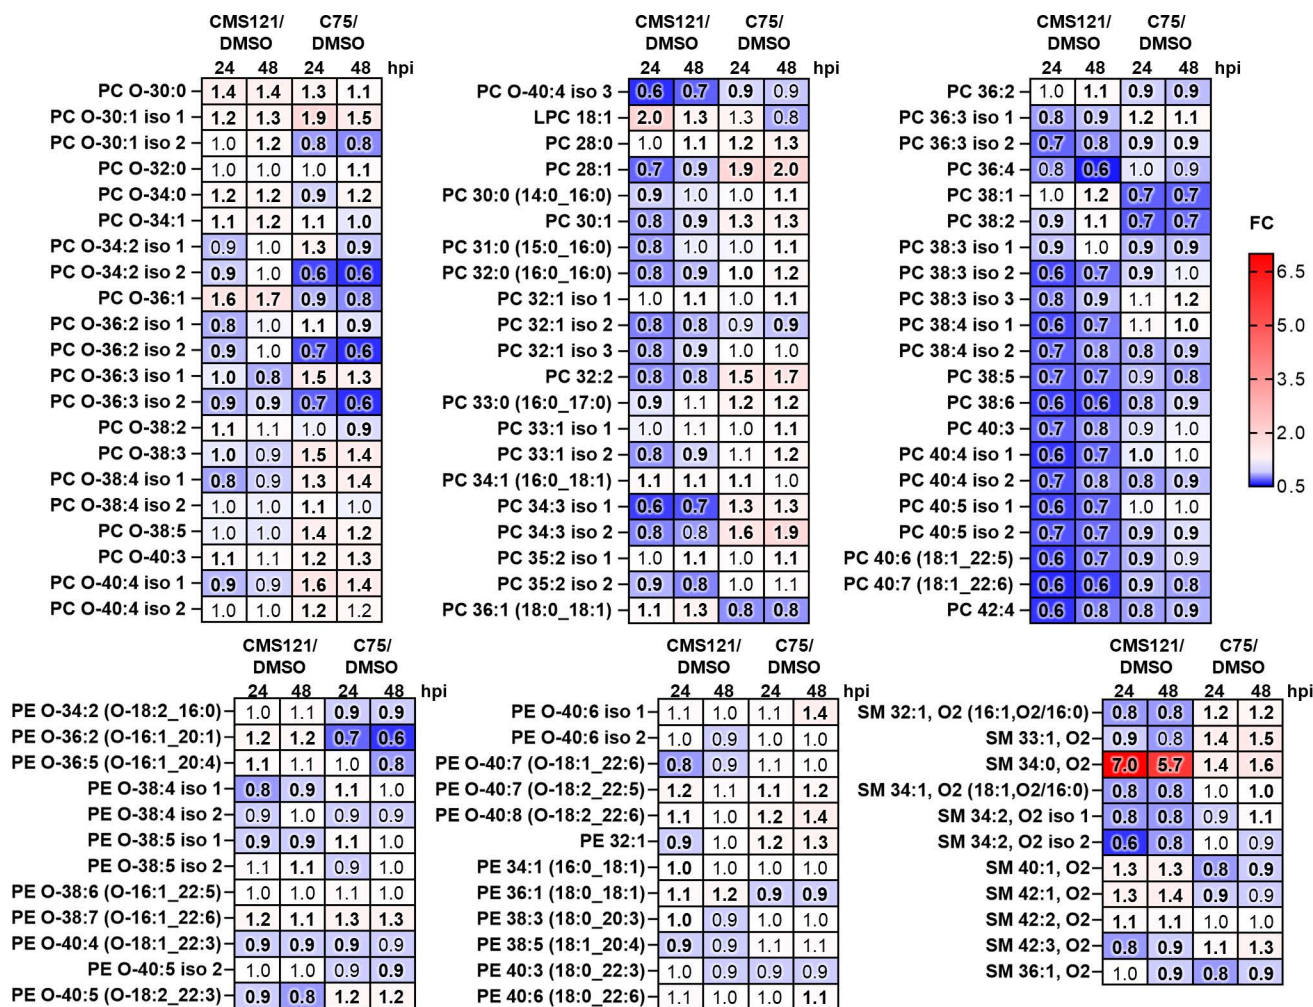 CMS121/ C75/
DMSO DMSO
24 48 24 48 hpi
PC O-30:0 1.4 1.4 1.3 1.1
PC O-30:1 iso 1 1.2 1.3 1.9 1.5
PC O-30:1 iso 2 1.0 1.2 0.8 0.8
PC O-32:0 1.0 1.0 1.0 1.1
PC O-34:0 1.2 1.2 0.9 1.2
PC O-34:1 1.1 1.2 1.1 1.0
PC O-34:2 iso 1 0.9 1.0 1.3 0.9
PC O-34:2 iso 2 0.9 1.0 0.6 0.6
PC O-36:1 1.6 1.7 0.9 0.8
PC O-36:2 iso 1 0.8 1.0 1.1 0.9
PC O-36:2 iso 2 0.9 1.0 0.7 0.6
PC O-36:3 iso 1 1.0 0.8 1.5 1.3
PC O-36:3 iso 2 0.9 0.9 0.7 0.6
PC O-38:2 1.1 1.1 1.0 0.9
PC O-38:3 1.0 0.9 1.5 1.4
PC O-38:4 iso 1 0.8 0.9 1.3 1.4
PC O-38:4 iso 2 1.0 1.0 1.1 1.0
PC O-38:5 1.0 1.0 1.4 1.2
PC O-40:3 1.1 1.1 1.2 1.3
PC O-40:4 iso 1 0.9 0.9 1.6 1.4
PC O-40:4 iso 2 1.0 1.0 1.2 1.2
CMS121/ C75/
DMSO DMSO
24 48 24 48 hpi
PC O-40:4 iso 3 0.6 0.7 0.9 0.9
LPC 18:1 2.0 1.3 1.3 0.8
PC 28:0 1.0 1.1 1.2 1.3
PC 28:1 0.7 0.9 1.9 2.0
PC 30:0 (14:0_16:0) 0.9 1.0 1.0 1.1
PC 30:1 0.8 0.9 1.3 1.3
PC 31:0 (15:0_16:0) 0.8 1.0 1.0 1.1
PC 32:0 (16:0_16:0) 0.8 0.9 1.0 1.2
PC 32:1 iso 1 1.0 1.1 1.0 1.1
PC 32:1 iso 2 0.8 0.8 0.9 0.9
PC 32:1 iso 3 0.8 0.9 1.0 1.0
PC 32:2 0.8 0.8 1.5 1.7
PC 33:0 (16:0_17:0) 0.9 1.1 1.2 1.2
PC 33:1 iso 1 1.0 1.1 1.0 1.1
PC 33:1 iso 2 0.8 0.9 1.1 1.2
PC 34:1 (16:0_18:1) 1.1 1.1 1.1 1.0
PC 34:3 iso 1 0.6 0.7 1.3 1.3
PC 34:3 iso 2 0.8 0.8 1.6 1.9
PC 35:2 iso 1 1.0 1.1 1.0 1.1
PC 35:2 iso 2 0.9 0.8 1.0 1.1
PC 36:1 (18:0_18:1) 1.1 1.3 0.8 0.8
CMS121/ C75/
DMSO DMSO
24 48 24 48 hpi
PC 36:2 1.0 1.1 0.9 0.9
PC 36:3 iso 1 0.8 0.9 1.2 1.1
PC 36:3 iso 2 0.7 0.8 0.9 0.9
PC 36:4 0.8 0.6 1.0 0.9
PC 38:1 1.0 1.2 0.7 0.7
PC 38:2 0.9 1.1 0.7 0.7
PC 38:3 iso 1 0.9 1.0 0.9 0.9
PC 38:3 iso 2 0.6 0.7 0.9 1.0
PC 38:3 iso 3 0.8 0.9 1.1 1.2
PC 38:4 iso 1 0.6 0.7 1.1 1.0
PC 38:4 iso 2 0.7 0.8 0.8 0.9
PC 38:5 0.7 0.7 0.9 0.8
PC 38:6 0.6 0.6 0.8 0.9
PC 40:3 0.7 0.8 0.9 1.0
PC 40:4 iso 1 0.6 0.7 1.0 1.0
PC 40:4 iso 2 0.7 0.8 0.8 0.9
PC 40:5 iso 1 0.6 0.7 1.0 1.0
PC 40:5 iso 2 0.7 0.7 0.9 0.9
PC 40:6 (18:1_22:5) 0.6 0.7 0.9 0.9
PC 40:7 (18:1_22:6) 0.6 0.6 0.9 0.8
PC 42:4 0.6 0.8 0.8 0.9
FC
6.5
5.0
3.5
2.0
0.5
CMS121/ C75/
DMSO DMSO
24 48 24 48 hpi
PE O-34:2 (O-18:2_16:0) 1.0 1.1 0.9 0.9
PE O-36:2 (O-16:1_20:1) 1.2 1.2 0.7 0.6
PE O-36:5 (O-16:1_20:4) 1.1 1.1 1.0 0.8
PE O-38:4 iso 1 0.8 0.9 1.1 1.0
PE O-38:4 iso 2 0.9 1.0 0.9 0.9
PE O-38:5 iso 1 0.9 0.9 1.1 1.0
PE O-38:5 iso 2 1.1 1.1 0.9 1.0
PE O-38:6 (O-16:1_22:5) 1.0 1.0 1.1 1.0
PE O-38:7 (O-16:1_22:6) 1.2 1.1 1.3 1.3
PE O-40:4 (O-18:1_22:3) 0.9 0.9 0.9 0.9
PE O-40:5 iso 2 1.0 1.0 0.9 0.9
PE O-40:5 (O-18:2_22:3) 0.9 0.8 1.2 1.2
CMS121/ C75/
DMSO DMSO
24 48 24 48 hpi
PE O-40:6 iso 1 1.1 1.0 1.1 1.4
PE O-40:6 iso 2 1.0 0.9 1.0 1.0
PE O-40:7 (O-18:1_22:6) 0.8 0.9 1.1 1.0
PE O-40:7 (O-18:2_22:5) 1.2 1.1 1.1 1.2
PE O-40:8 (O-18:2_22:6) 1.1 1.0 1.2 1.4
PE 32:1 0.9 1.0 1.2 1.3
PE 34:1 (16:0_18:1) 1.0 1.0 1.0 1.0
PE 36:1 (18:0_18:1) 1.1 1.2 0.9 0.9
PE 38:3 (18:0_20:3) 1.0 0.9 1.0 1.0
PE 38:5 (18:1_20:4) 0.9 0.9 1.1 1.1
PE 40:3 (18:0_22:3) 1.0 0.9 0.9 0.9
PE 40:6 (18:0_22:6) 1.1 1.0 1.0 1.1
CMS121/ C75/
DMSO DMSO
24 48 24 48 hpi
SM 32:1, O2 (16:1,O2/16:0) 0.8 0.8 1.2 1.2
SM 33:1, O2 0.9 0.8 1.4 1.5
SM 34:0, O2 7.0 5.7 1.4 1.6
SM 34:1, O2 (18:1,O2/16:0) 0.8 0.8 1.0 1.0
SM 34:2, O2 iso 1 0.8 0.8 0.9 1.1
SM 34:2, O2 iso 2 0.6 0.8 1.0 0.9
SM 40:1, O2 1.3 1.3 0.8 0.9
SM 42:1, O2 1.3 1.4 0.9 0.9
SM 42:2, O2 1.1 1.1 1.0 1.0
SM 42:3, O2 0.8 0.9 1.1 1.3
SM 36:1, O2 1.0 0.9 0.8 0.9